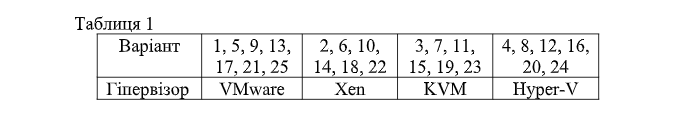 Таблиця 1
Варіант 1, 5, 9, 13, 2, 6, 10, 3, 7, 11, 4, 8, 12, 16,
17, 21, 25 14, 18, 22 15, 19, 23 20, 24
Гіпервізор VMware Xen KVM Hyper-V